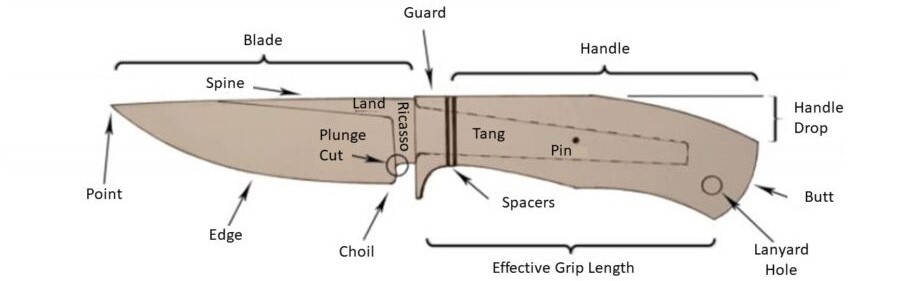 Guard
Blade
Handle
Spine
Land
Ricasso
Handle
Drop
Plunge
Cut
Tang
Pin
Point
Butt
Spacers
Edge
Choil
Lanyard
Hole
Effective Grip Length